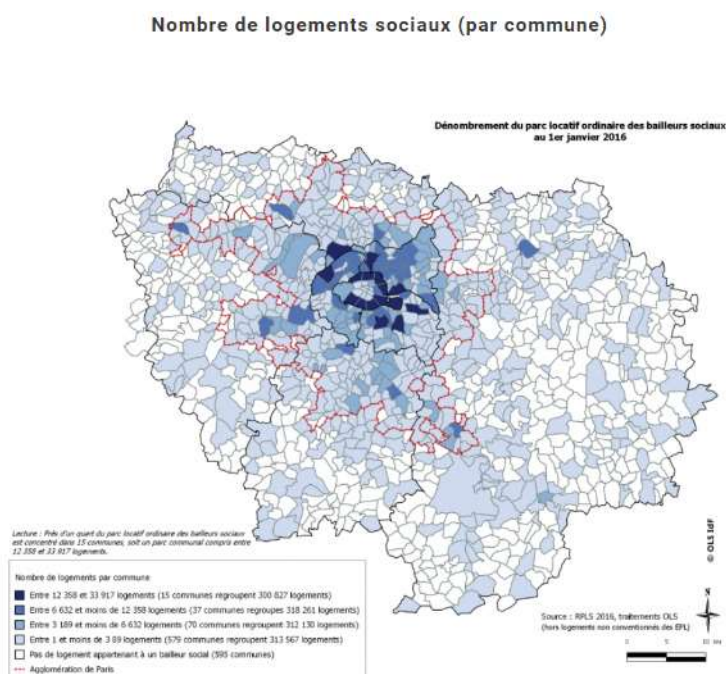 Nombre de logements sociaux (par commune)
Dénombrement du parc locatif ordinaire des bailleurs sociaux
au 1er janvier 2016
Lecture : Près d'un quart du parc locatif ordinaire des bailleurs sociaux
est concentré dans 15 communes, soit un parc communal compris entre
12 358 et 33 917 logements.
© OLS IdF
Nombre de logements par commune
Entre 12 358 et 33 917 logements (15 communes regroupent 300 827 logements)
Entre 6 632 et moins de 12 358 logements (37 communes regroupes 318 261 logements)
Entre 3 189 et moins de 6 632 logements (70 communes regroupent 312 130 logements)
Entre 1 et moins de 3 89 logements (579 communes regroupent 313 567 logements)
Pas de logement appartenant à un bailleur social (595 communes)
Agglomération de Paris
Source : RPLS 2016, traitements OLS
(hors logements non conventionnés des EPL)
N
0 5 10 km